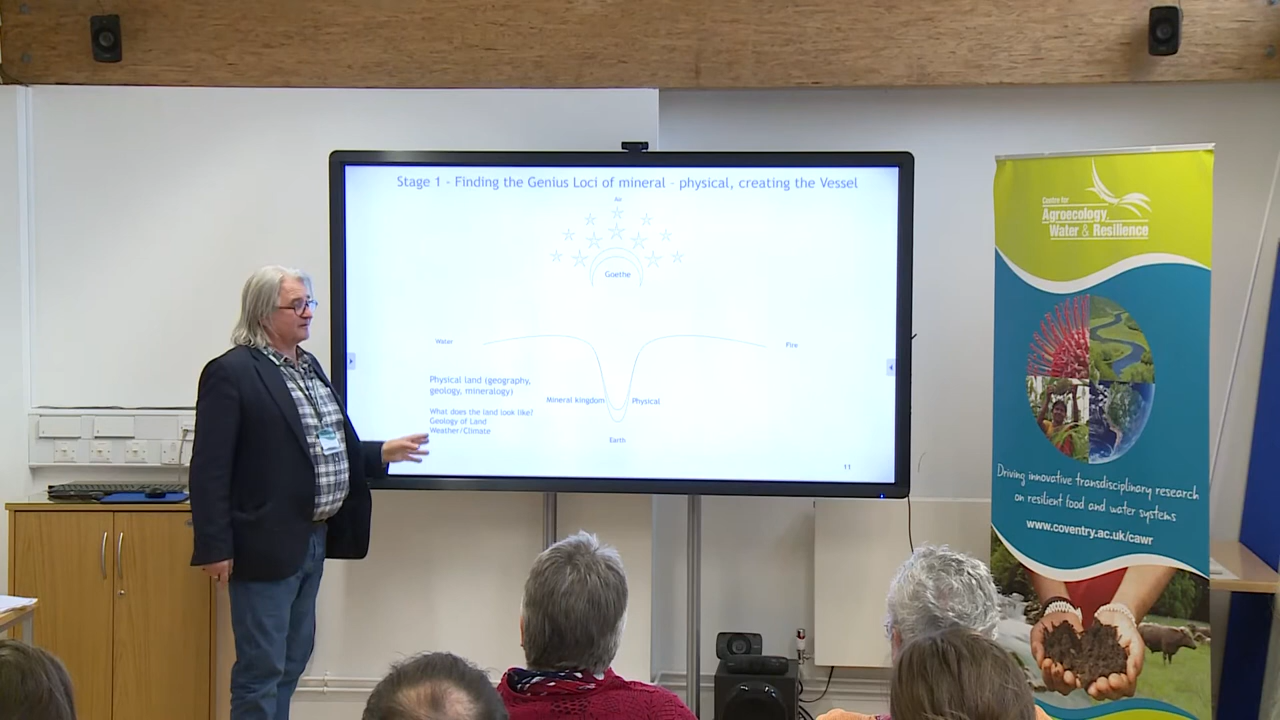 Stage 1 - Finding the Genius Loci of mineral - physical, creating the Vessel
Air
Goethe
Water
Fire
Physical land (geography,
geology, mineralogy)
Mineral kingdom
Physical
What does the land look like?
Geology of Land
Weather/Climate
Earth
11
Centre for
Agroecology,
Water & Resilience
Driving innovative transdisciplinary research
on resilient food and water systems
www.coventry.ac.uk/cawr